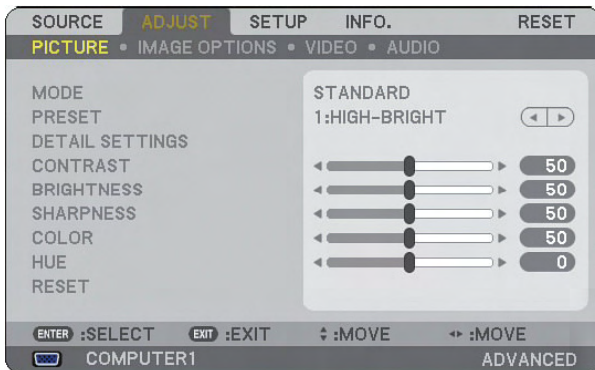 SOURCE ADJUST SETUP INFO. RESET
PICTURE • IMAGE OPTIONS • VIDEO • AUDIO
MODE STANDARD
PRESET 1:HIGH-BRIGHT
DETAIL SETTINGS
CONTRAST 50
BRIGHTNESS 50
SHARPNESS 50
COLOR 50
HUE 0
RESET
ENTER :SELECT EXIT :EXIT :MOVE :MOVE
COMPUTER1 ADVANCED